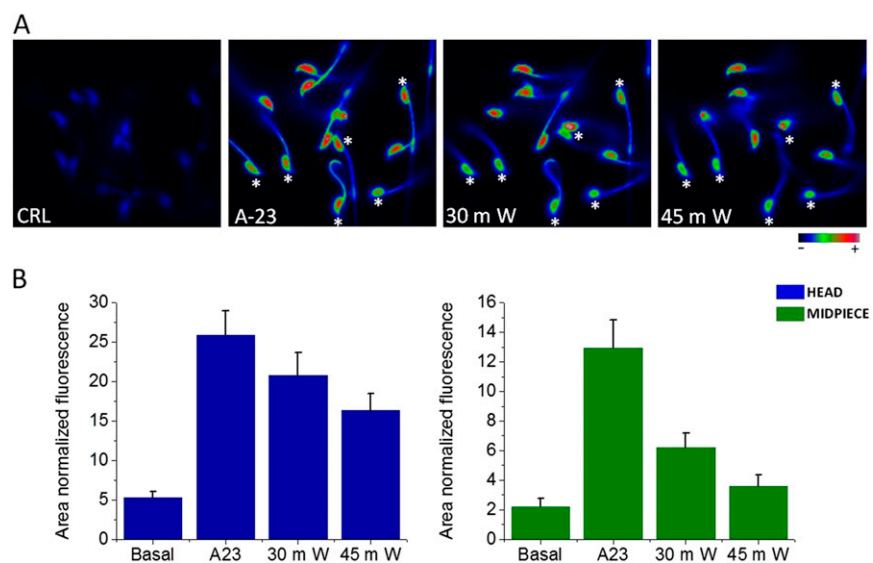 A
CRL
A-23
30 m W
45 m W
* * * * * *
* * * * * *
* * * * * *
- +
B
HEAD
MIDPIECE
Area normalized fluorescence
30
25
20
15
10
5
0
Basal A23 30 m W 45 m W
Area normalized fluorescence
16
14
12
10
8
6
4
2
0
Basal A23 30 m W 45 m W